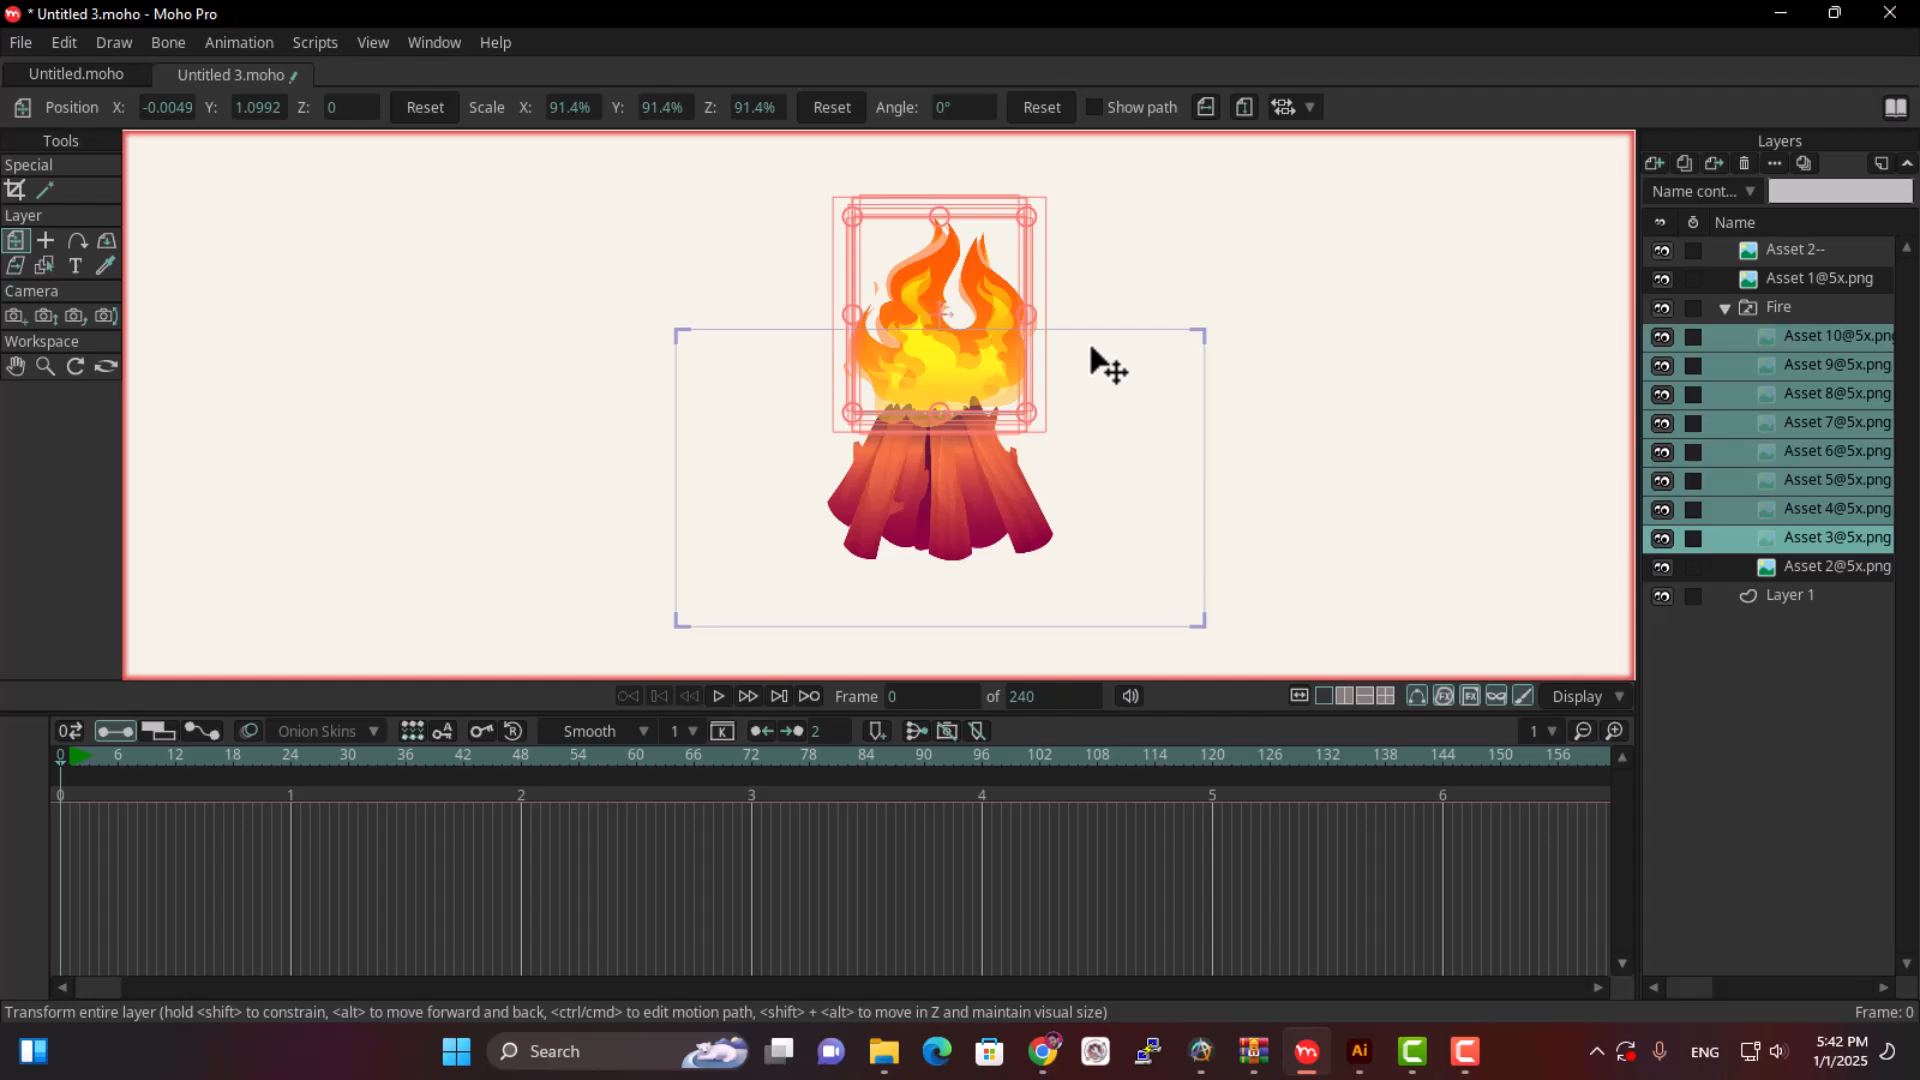 * Untitled 3.moho - Moho Pro
File Edit Draw Bone Animation Scripts View Window Help
Untitled.moho Untitled 3.moho
Position X: -0.0049 Y: 1.0992 Z: 0 Reset Scale X: 91.4% Y: 91.4% Z: 91.4% Reset Angle: 0° Reset Show path
Tools
Special
Layer
T
Camera
Workspace
Layers
Name cont...
Name
Asset 2--
Asset 1@5x.png
Fire
Asset 10@5x.png
Asset 9@5x.png
Asset 8@5x.png
Asset 7@5x.png
Asset 6@5x.png
Asset 5@5x.png
Asset 4@5x.png
Asset 3@5x.png
Asset 2@5x.png
Layer 1
Frame 0 of 240 Display
Onion Skins Smooth 1 K 2 1
0 6 12 18 24 30 36 42 48 54 60 66 72 78 84 90 96 102 108 114 120 126 132 138 144 150 156
0 1 2 3 4 5 6
Transform entire layer (hold <shift> to constrain, <alt> to move forward and back, <ctrl/cmd> to edit motion path, <shift> + <alt> to move in Z and maintain visual size) Frame: 0
Search Ai ENG 5:42 PM
1/1/2025